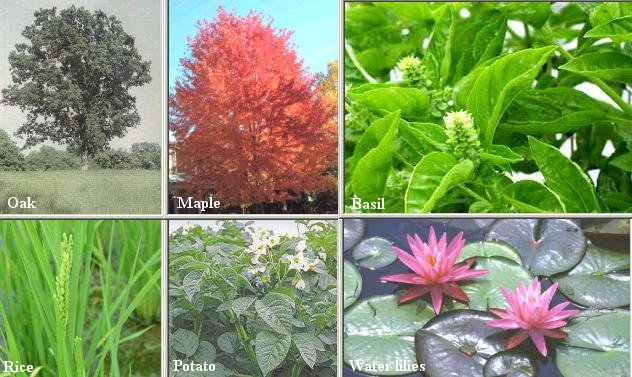 Oak
Maple
Basil
Rice
Potato
Water lilies